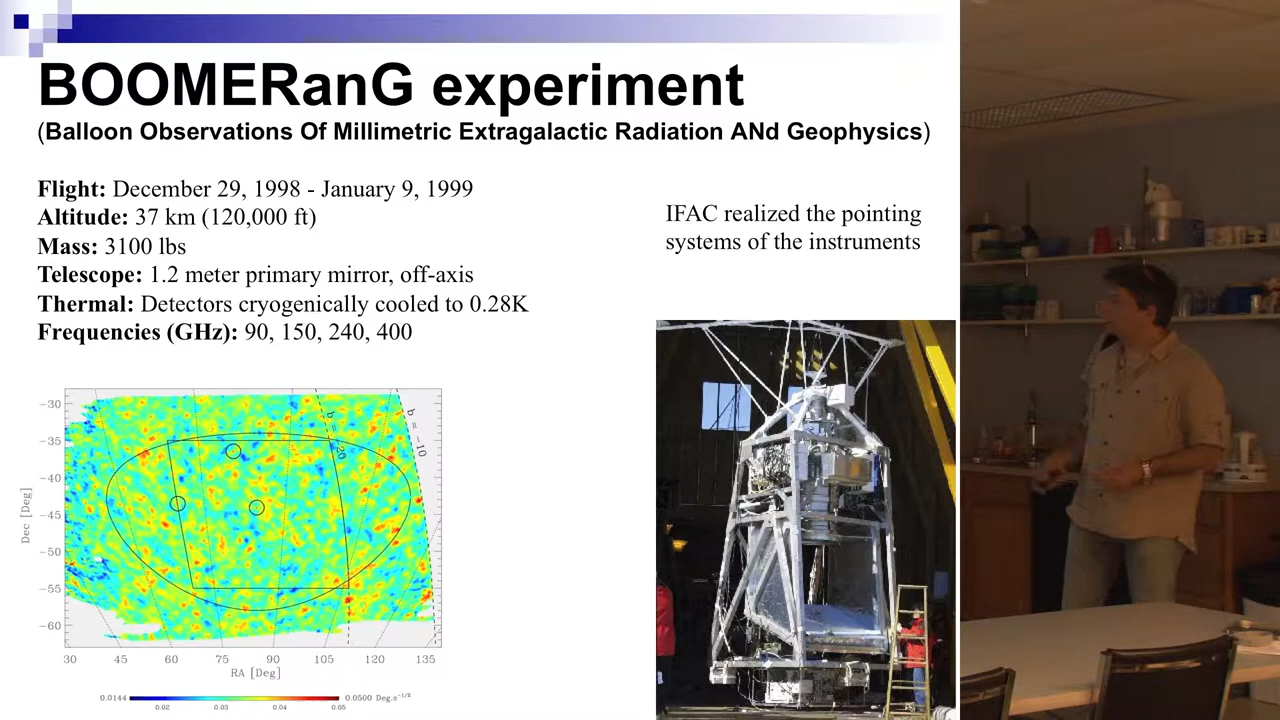 BOOMERanG experiment
(Balloon Observations Of Millimetric Extragalactic Radiation ANd Geophysics)
Flight: December 29, 1998 - January 9, 1999
Altitude: 37 km (120,000 ft)
Mass: 3100 lbs
Telescope: 1.2 meter primary mirror, off-axis
Thermal: Detectors cryogenically cooled to 0.28K
Frequencies (GHz): 90, 150, 240, 400
IFAC realized the pointing
systems of the instruments
−30
−35
−40
−45
−50
−55
−60
Dec [Deg]
b = −10
30 45 60 75 90 105 120 135
RA [Deg]
0.0144 0.0500 Deg.s⁻¹/²
0.02 0.03 0.04 0.05